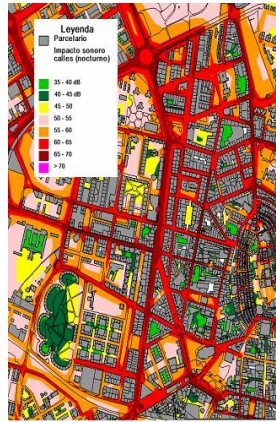 Leyenda
Parcelario
Impacto sonoro
calles (nocturno)
35 - 40 dB
40 - 45 dB
45 - 50
50 - 55
55 - 60
60 - 65
65 - 70
> 70